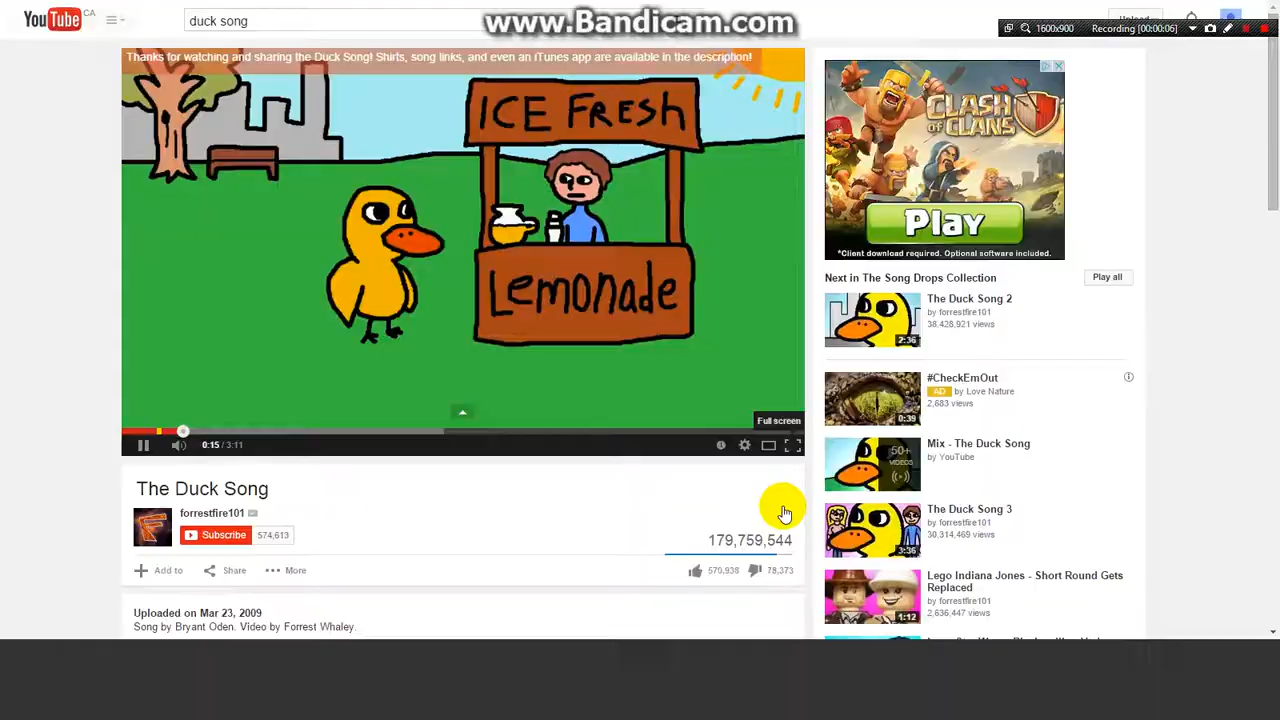 www.Bandicam.com
YouTube CA
duck song
Upload
1600x900
Recording [00:00:06]
Thanks for watching and sharing the Duck Song! Shirts, song links, and even an iTunes app are available in the description!
ICE FRESH
Lemonade
Full screen
0:15 / 3:11
The Duck Song
forrestfire101
Subscribe 574,613
179,759,544
Add to Share More
570,938 78,373
Uploaded on Mar 23, 2009
Song by Bryant Oden. Video by Forrest Whaley.
CLASH
OF CLANS
Play
*Client download required. Optional software included.
Next in The Song Drops Collection
Play all
The Duck Song 2
by forrestfire101
38,428,921 views
2:36
#CheckEmOut
AD by Love Nature
2,683 views
0:39
Mix - The Duck Song
by YouTube
50+
VIDEOS
The Duck Song 3
by forrestfire101
30,314,469 views
3:36
Lego Indiana Jones - Short Round Gets
Replaced
by forrestfire101
2,636,447 views
1:12